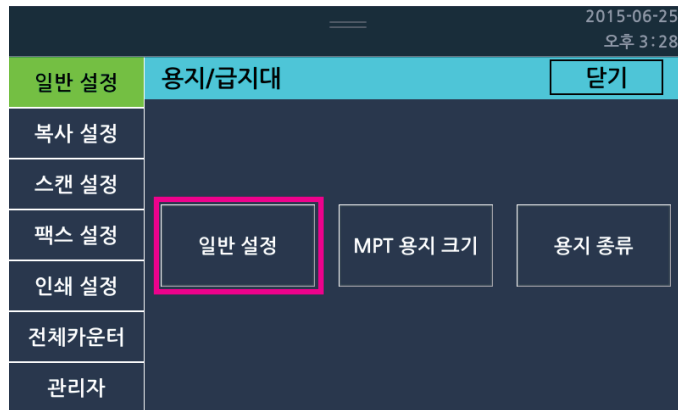 2015-06-25
오후 3:28
일반 설정
용지/급지대
닫기
복사 설정
스캔 설정
팩스 설정
인쇄 설정
전체카운터
관리자
일반 설정
MPT 용지 크기
용지 종류